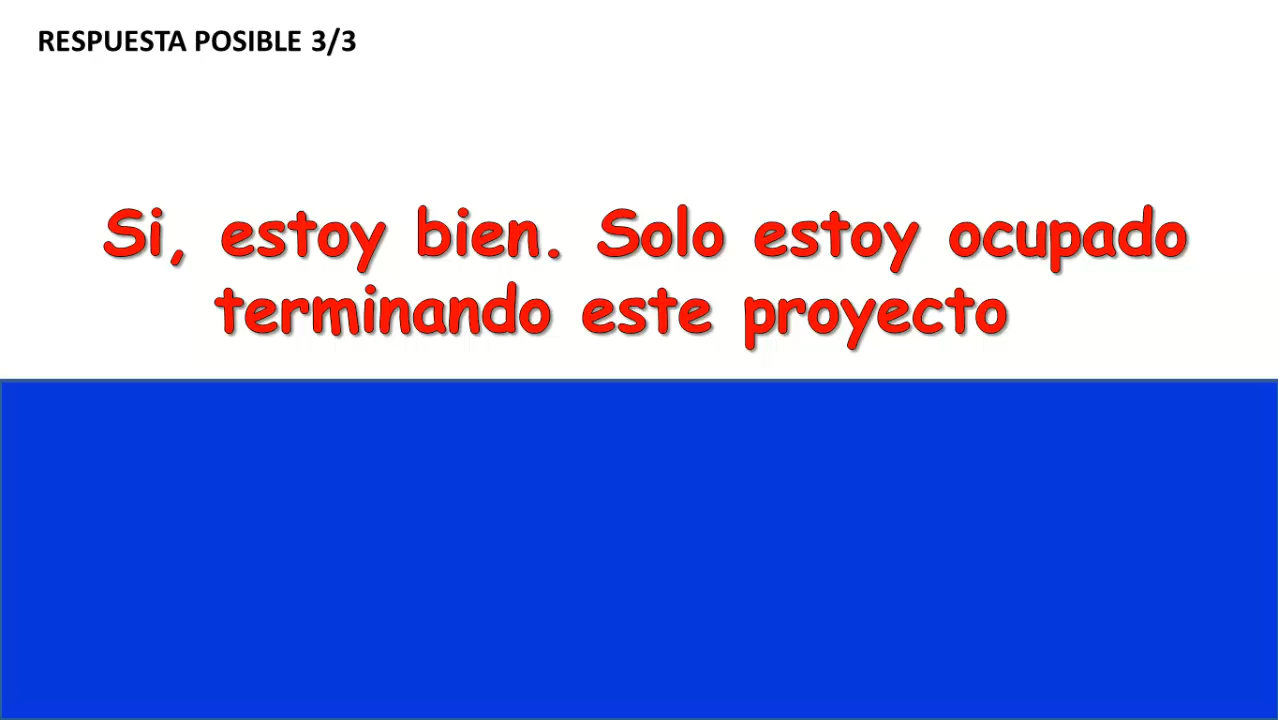 RESPUESTA POSIBLE 3/3
Si, estoy bien. Solo estoy ocupado
terminando este proyecto